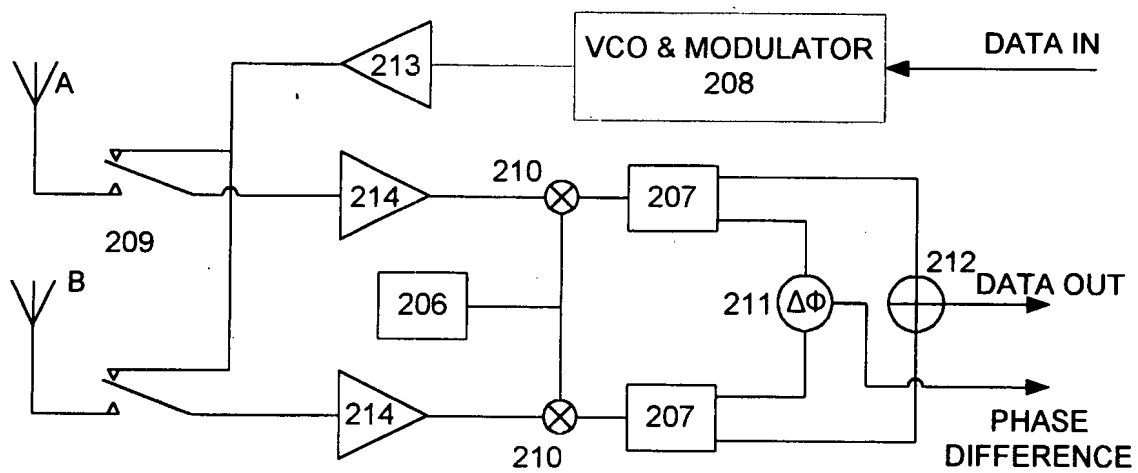 VCO & MODULATOR
208
DATA IN
213
A
214
210
207
209
206
211
ΔΦ
212
DATA OUT
B
214
210
207
PHASE
DIFFERENCE